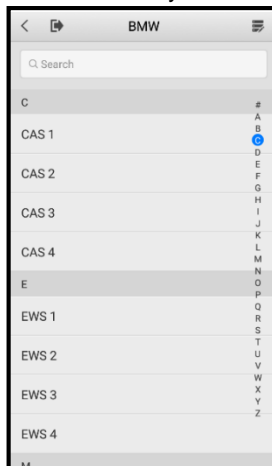 BMW
Search
C
CAS 1
CAS 2
CAS 3
CAS 4
E
EWS 1
EWS 2
EWS 3
EWS 4
M
#
A
B
C
D
E
F
G
H
I
J
K
L
M
N
O
P
Q
R
S
T
U
V
W
X
Y
Z